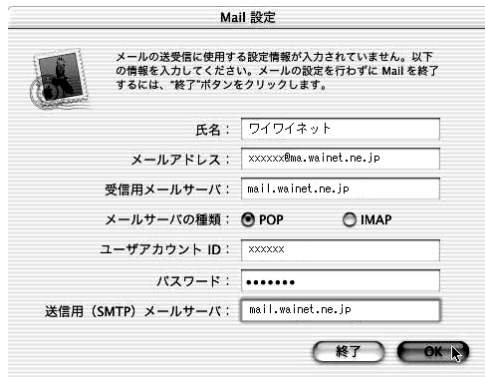 Mail 設定
メールの送受信に使用する設定情報が入力されていません。以下
の情報を入力してください。メールの設定を行わずに Mail を終了
するには、“終了”ボタンをクリックします。
氏名： ワイワイネット
メールアドレス： xxxxxx@ma.wainet.ne.jp
受信用メールサーバ： mail.wainet.ne.jp
メールサーバの種類： POP IMAP
ユーザアカウント ID： xxxxxx
パスワード： •••••••
送信用（SMTP）メールサーバ： mail.wainet.ne.jp
終了 OK